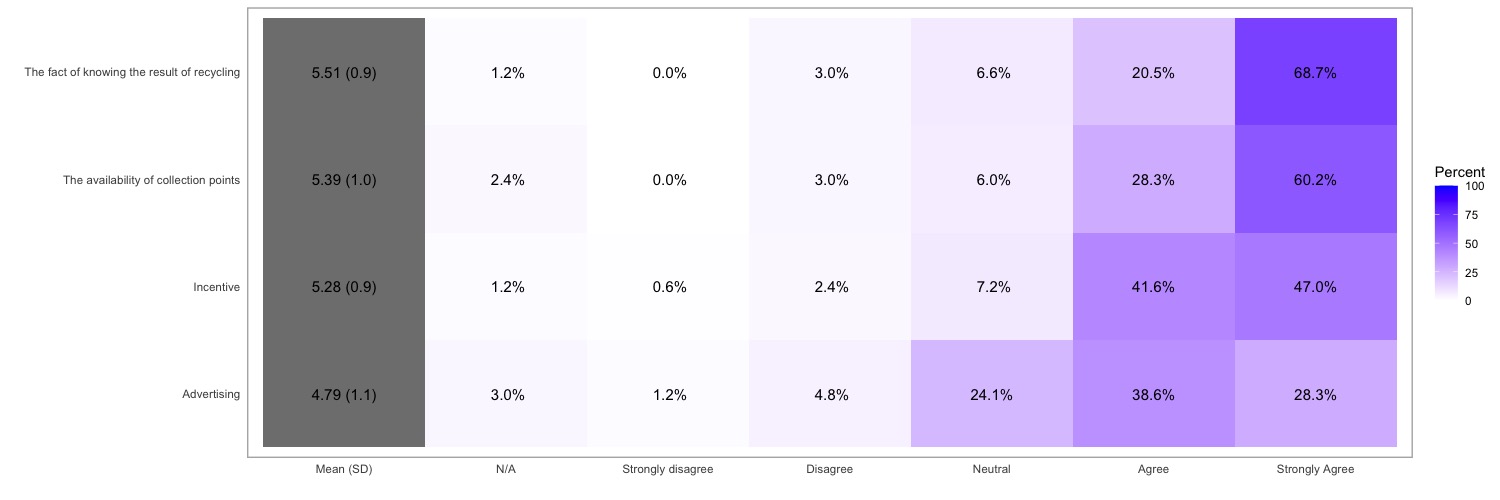 The fact of knowing the result of recycling 5.51 (0.9) 1.2% 0.0% 3.0% 6.6% 20.5% 68.7%
The availability of collection points 5.39 (1.0) 2.4% 0.0% 3.0% 6.0% 28.3% 60.2%
Incentive 5.28 (0.9) 1.2% 0.6% 2.4% 7.2% 41.6% 47.0%
Advertising 4.79 (1.1) 3.0% 1.2% 4.8% 24.1% 38.6% 28.3%
Mean (SD) N/A Strongly disagree Disagree Neutral Agree Strongly Agree
Percent
100
75
50
25
0